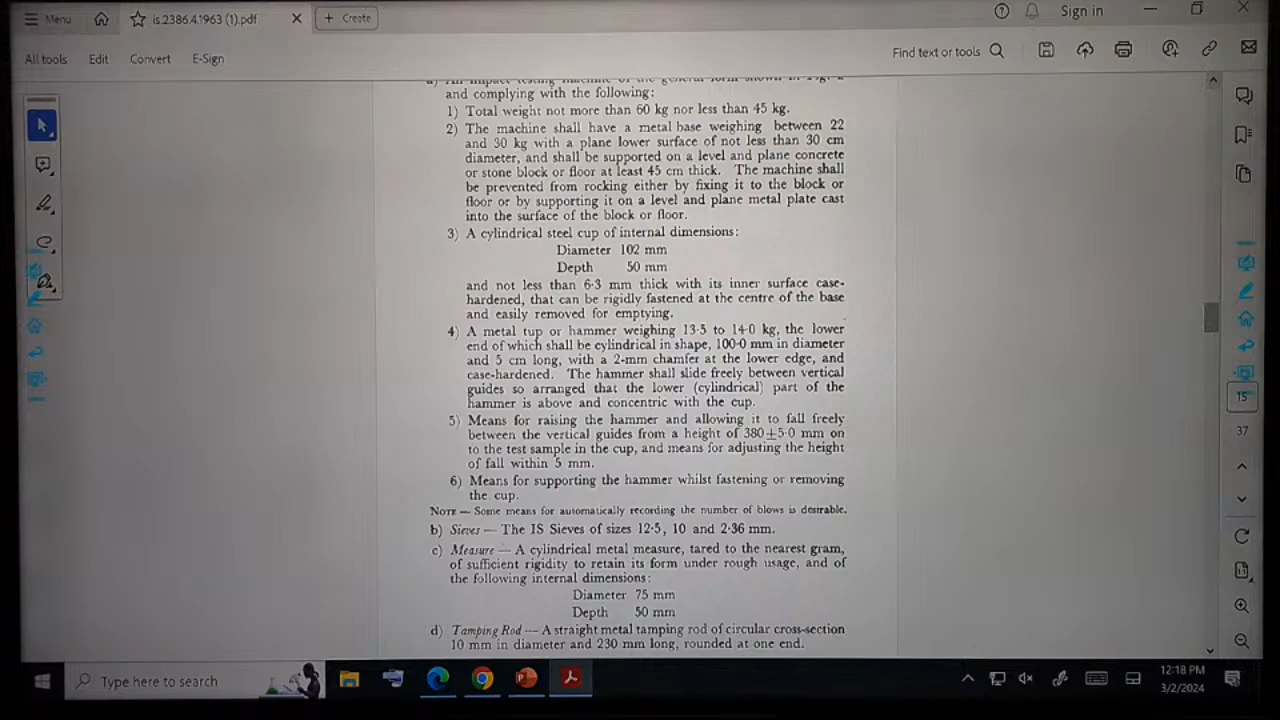 Menu
is.2386.4.1963 (1).pdf
Create
Sign in
All tools Edit Convert E-Sign
Find text or tools
a) An impact testing machine of the general form shown in Fig. 2
and complying with the following:
1) Total weight not more than 60 kg nor less than 45 kg.
2) The machine shall have a metal base weighing between 22
and 30 kg with a plane lower surface of not less than 30 cm
diameter, and shall be supported on a level and plane concrete
or stone block or floor at least 45 cm thick. The machine shall
be prevented from rocking either by fixing it to the block or
floor or by supporting it on a level and plane metal plate cast
into the surface of the block or floor.
3) A cylindrical steel cup of internal dimensions:
Diameter 102 mm
Depth 50 mm
and not less than 6·3 mm thick with its inner surface case-
hardened, that can be rigidly fastened at the centre of the base
and easily removed for emptying.
4) A metal tup or hammer weighing 13·5 to 14·0 kg, the lower
end of which shall be cylindrical in shape, 100·0 mm in diameter
and 5 cm long, with a 2-mm chamfer at the lower edge, and
case-hardened. The hammer shall slide freely between vertical
guides so arranged that the lower (cylindrical) part of the
hammer is above and concentric with the cup.
5) Means for raising the hammer and allowing it to fall freely
between the vertical guides from a height of 380±5·0 mm on
to the test sample in the cup, and means for adjusting the height
of fall within 5 mm.
6) Means for supporting the hammer whilst fastening or removing
the cup.
NOTE — Some means for automatically recording the number of blows is desirable.
b) Sieves — The IS Sieves of sizes 12·5, 10 and 2·36 mm.
c) Measure — A cylindrical metal measure, tared to the nearest gram,
of sufficient rigidity to retain its form under rough usage, and of
the following internal dimensions:
Diameter 75 mm
Depth 50 mm
d) Tamping Rod — A straight metal tamping rod of circular cross-section
10 mm in diameter and 230 mm long, rounded at one end.
15
37
Type here to search
12:18 PM
3/2/2024